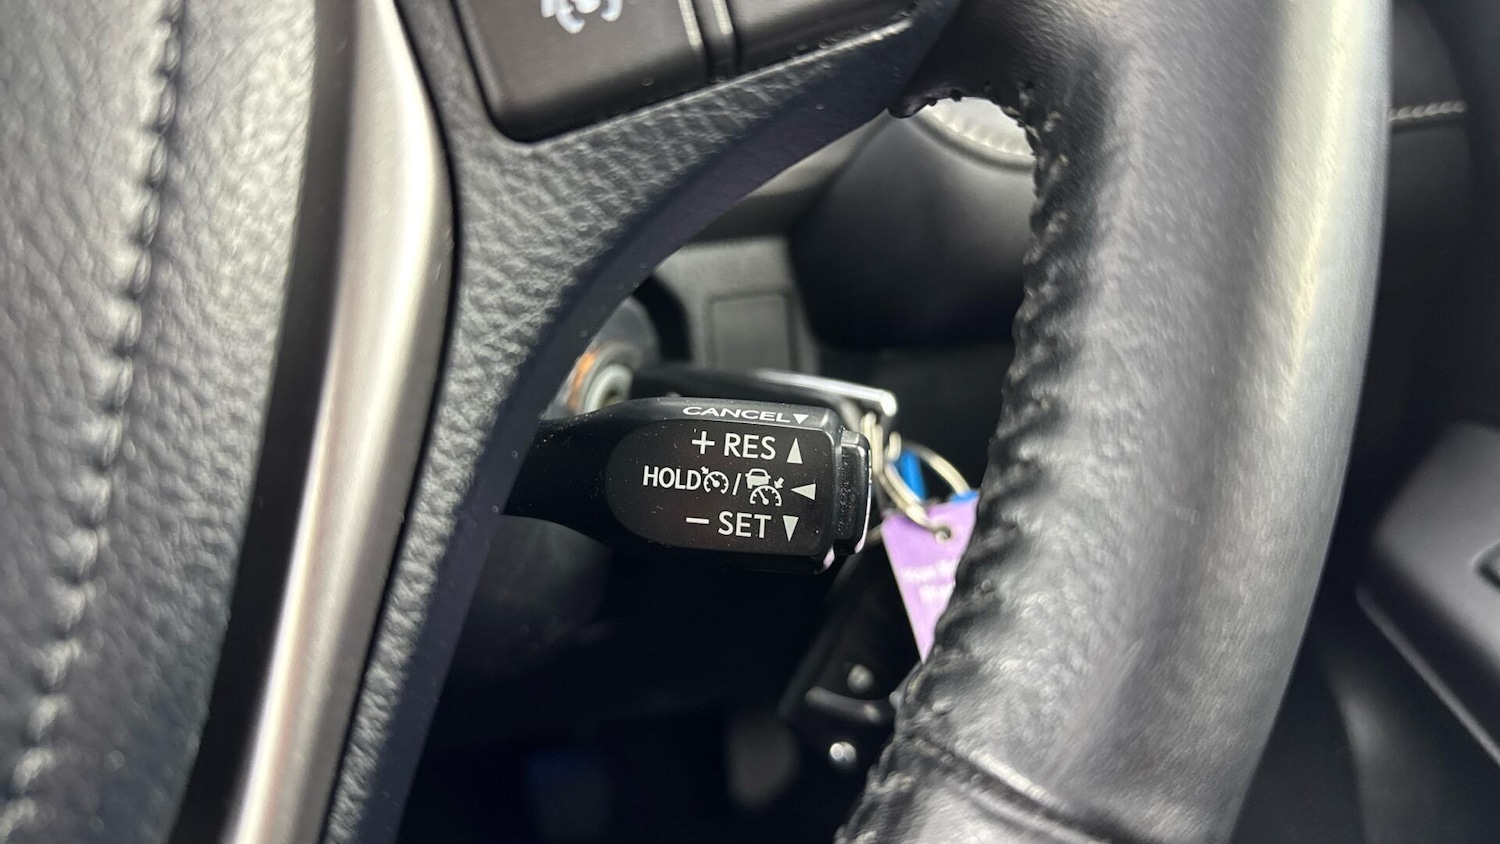 CANCEL▼
+ RES ▲
HOLD / ◀
− SET ▼